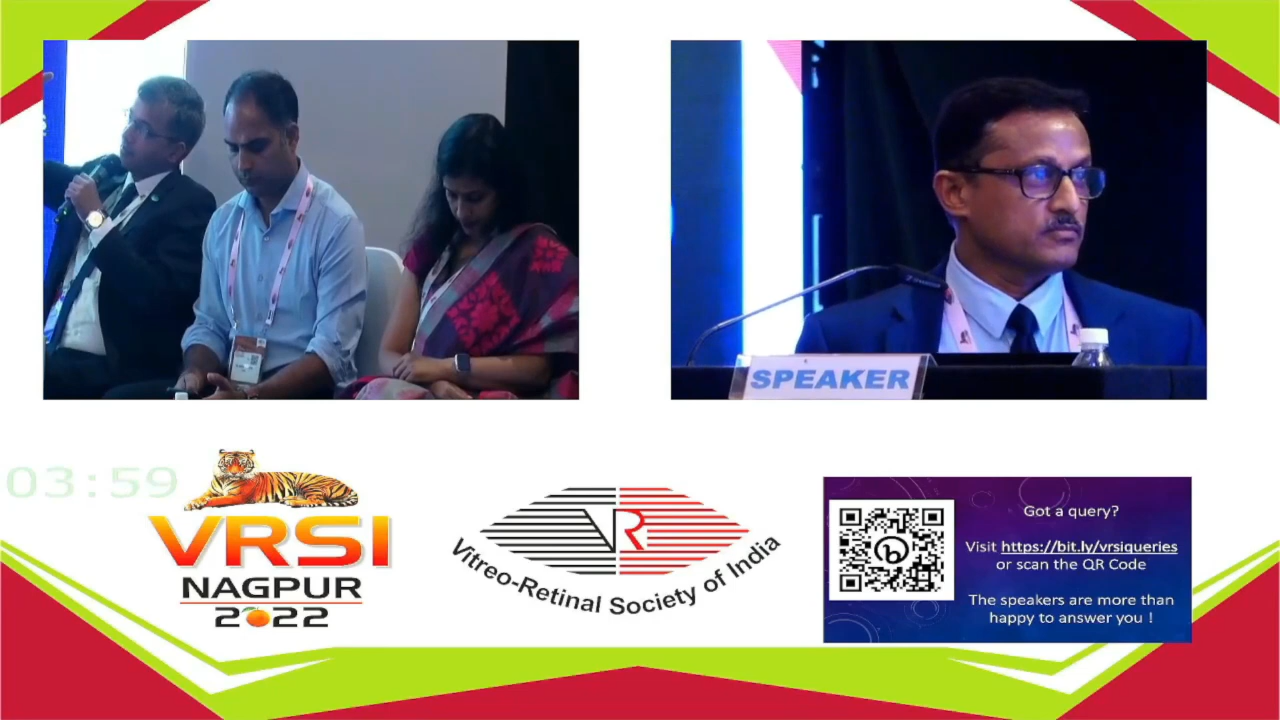 SPEAKER
03:59
VRSI
NAGPUR
2022
VR
Vitreo-Retinal Society of India
Got a query?
Visit https://bit.ly/vrsiqueries
or scan the QR Code
The speakers are more than
happy to answer you !